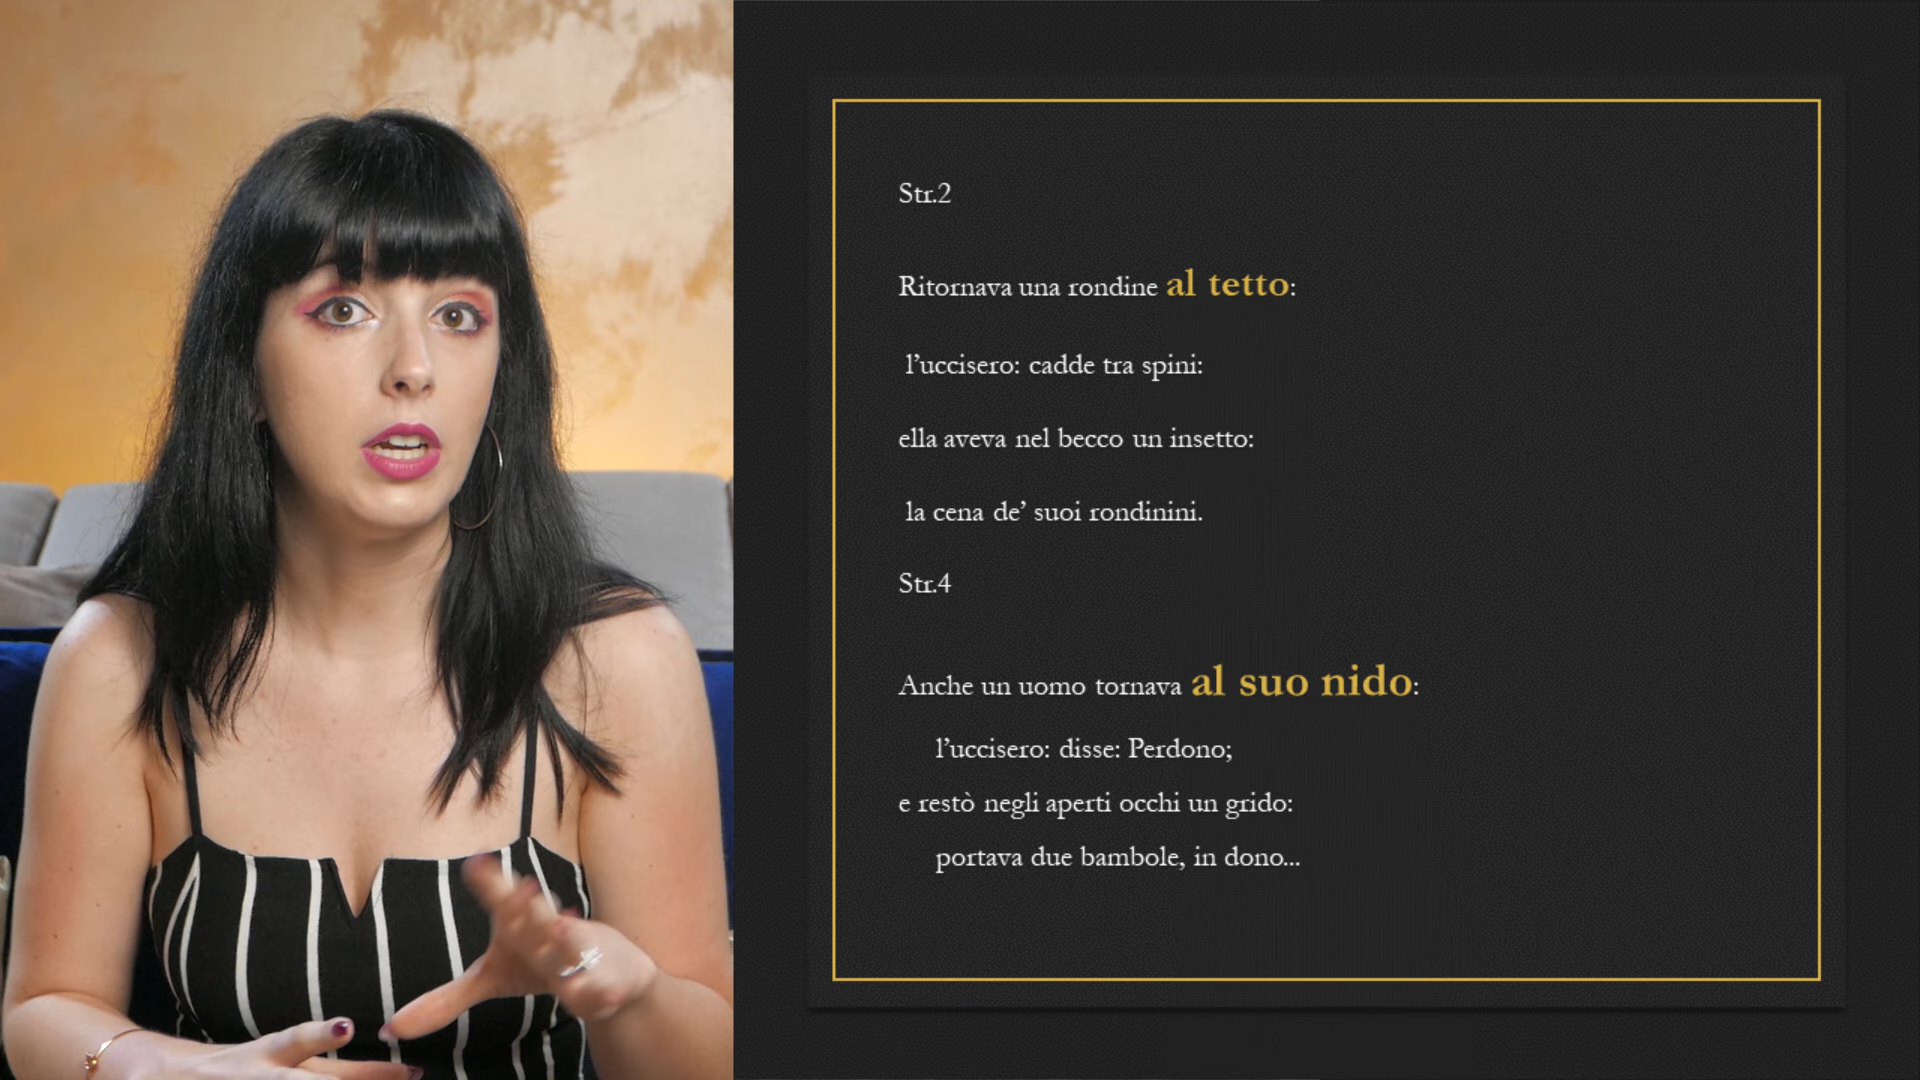 Str.2
Ritornava una rondine al tetto:
l’uccisero: cadde tra spini:
ella aveva nel becco un insetto:
la cena de’ suoi rondinini.
Str.4
Anche un uomo tornava al suo nido:
l’uccisero: disse: Perdono;
e restò negli aperti occhi un grido:
portava due bambole, in dono...